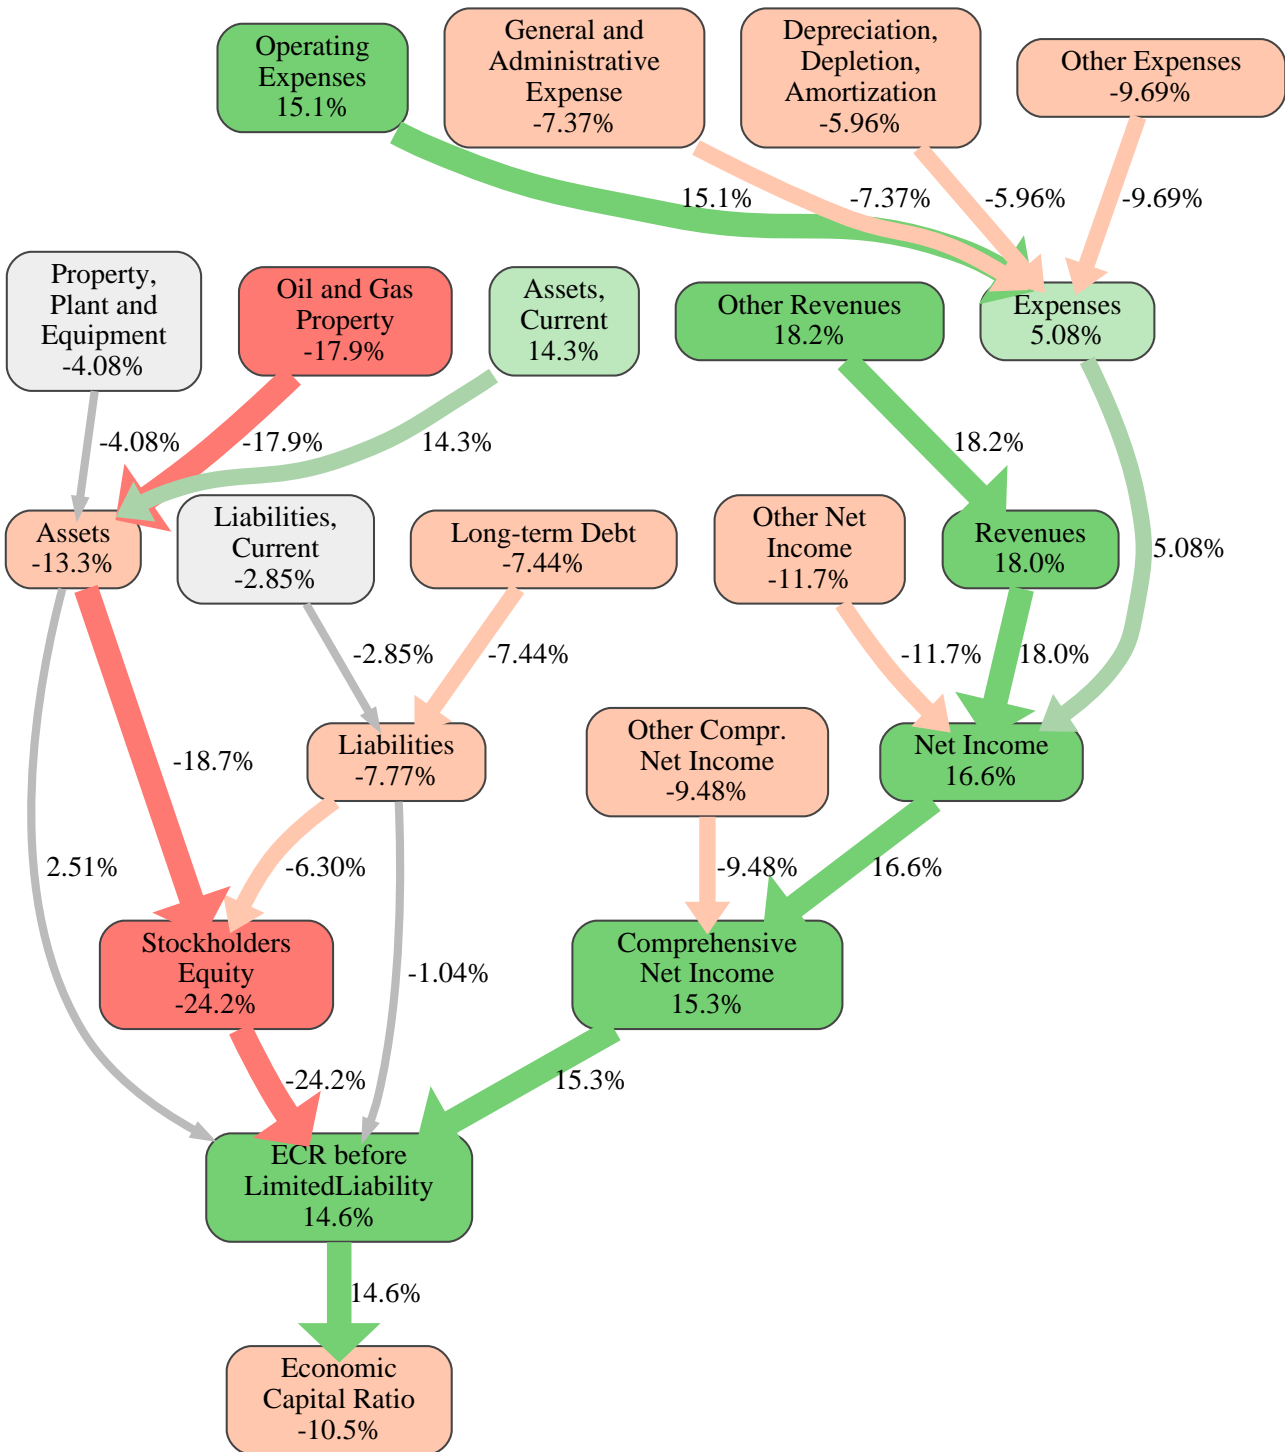 Operating
Expenses
15.1%
General and
Administrative
Expense
-7.37%
Depreciation,
Depletion,
Amortization
-5.96%
Other Expenses
-9.69%
15.1%
-7.37%
-5.96%
-9.69%
Property,
Plant and
Equipment
-4.08%
Oil and Gas
Property
-17.9%
Assets,
Current
14.3%
Other Revenues
18.2%
Expenses
5.08%
-4.08%
-17.9%
14.3%
18.2%
Assets
-13.3%
Liabilities,
Current
-2.85%
Long-term Debt
-7.44%
Other Net
Income
-11.7%
Revenues
18.0%
5.08%
-2.85%
-7.44%
-11.7%
18.0%
-18.7%
Liabilities
-7.77%
Other Compr.
Net Income
-9.48%
Net Income
16.6%
2.51%
-6.30%
-9.48%
16.6%
Stockholders
Equity
-24.2%
-1.04%
Comprehensive
Net Income
15.3%
-24.2%
15.3%
ECR before
LimitedLiability
14.6%
14.6%
Economic
Capital Ratio
-10.5%